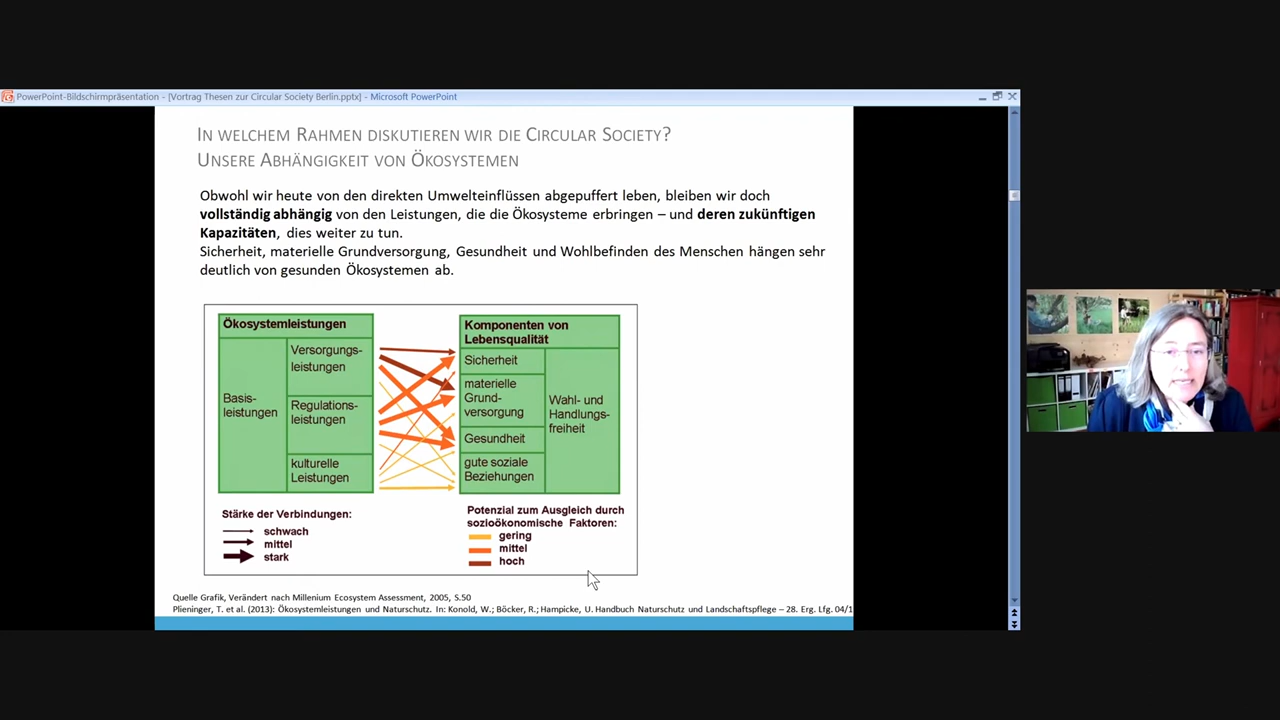 PowerPoint-Bildschirmpräsentation - [Vortrag Thesen zur Circular Society Berlin.pptx] - Microsoft PowerPoint
IN WELCHEM RAHMEN DISKUTIEREN WIR DIE CIRCULAR SOCIETY?
UNSERE ABHÄNGIGKEIT VON ÖKOSYSTEMEN
Obwohl wir heute von den direkten Umwelteinflüssen abgepuffert leben, bleiben wir doch
vollständig abhängig von den Leistungen, die die Ökosysteme erbringen – und deren zukünftigen
Kapazitäten, dies weiter zu tun.
Sicherheit, materielle Grundversorgung, Gesundheit und Wohlbefinden des Menschen hängen sehr
deutlich von gesunden Ökosystemen ab.
Ökosystemleistungen
Basis-
leistungen
Versorgungs-
leistungen
Regulations-
leistungen
kulturelle
Leistungen
Komponenten von
Lebensqualität
Sicherheit
materielle
Grund-
versorgung
Gesundheit
gute soziale
Beziehungen
Wahl- und
Handlungs-
freiheit
Stärke der Verbindungen:
schwach
mittel
stark
Potenzial zum Ausgleich durch
sozioökonomische Faktoren:
gering
mittel
hoch
Quelle Grafik, Verändert nach Millenium Ecosystem Assessment, 2005, S.50
Plieninger, T. et al. (2013): Ökosystemleistungen und Naturschutz. In: Konold, W.; Böcker, R.; Hampicke, U. Handbuch Naturschutz und Landschaftspflege – 28. Erg. Lfg. 04/1